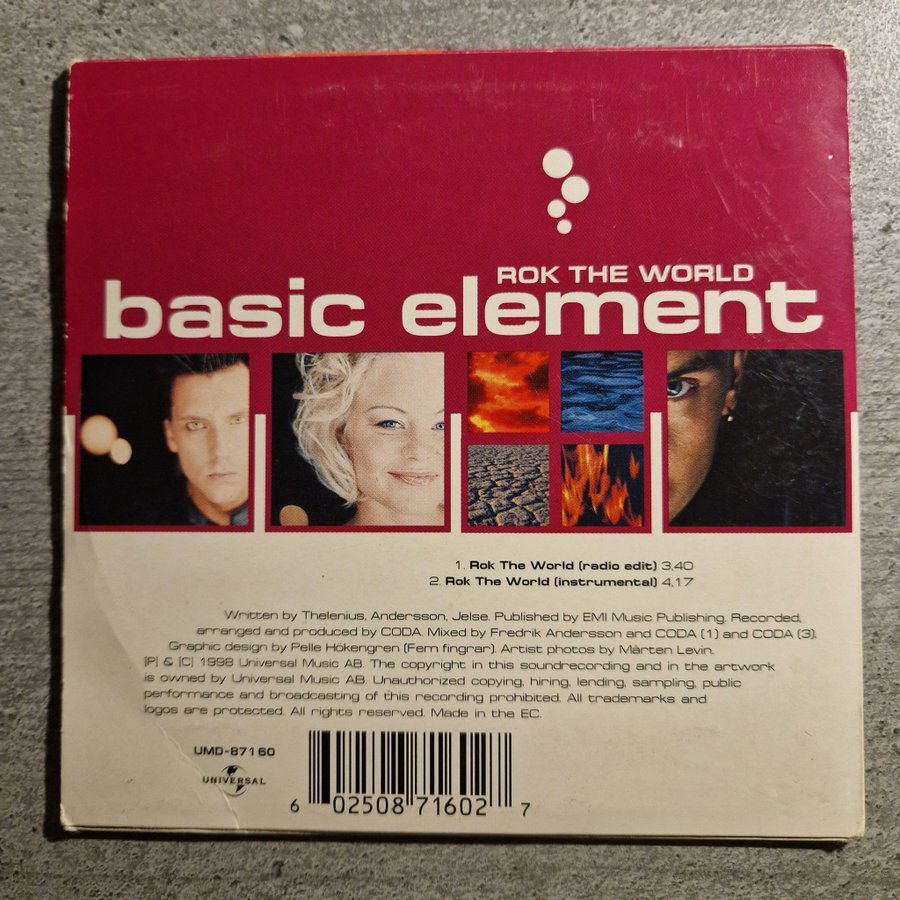 ROK THE WORLD
basic element
1. Rok The World (radio edit) 3.40
2. Rok The World (instrumental) 4.17
Written by Thelenius, Andersson, Jelse. Published by EMI Music Publishing. Recorded,
arranged and produced by CODA. Mixed by Fredrik Andersson and CODA (1) and CODA (3).
Graphic design by Pelle Hökengren (Fem fingrar). Artist photos by Mårten Levin.
|P| & |C| 1998 Universal Music AB. The copyright in this soundrecording and in the artwork
is owned by Universal Music AB. Unauthorized copying, hiring, lending, sampling, public
performance and broadcasting of this recording prohibited. All trademarks and
logos are protected. All rights reserved. Made in the EC.
UMD-87160
UNIVERSAL
6 02508 71602 7